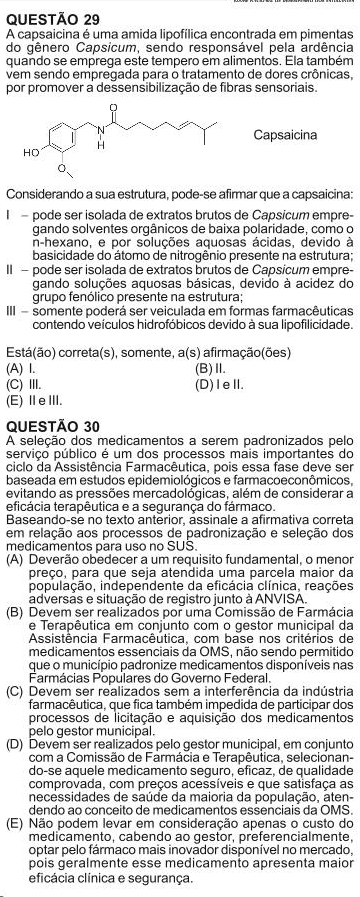 QUESTÃO 29
A capsaicina é uma amida lipofílica encontrada em pimentas
do gênero Capsicum, sendo responsável pela ardência
quando se emprega este tempero em alimentos. Ela também
vem sendo empregada para o tratamento de dores crônicas,
por promover a dessensibilização de fibras sensoriais.
O
N
H
HO
O
Capsaicina
Considerando a sua estrutura, pode-se afirmar que a capsaicina:
I – pode ser isolada de extratos brutos de Capsicum empre-
gando solventes orgânicos de baixa polaridade, como o
n-hexano, e por soluções aquosas ácidas, devido à
basicidade do átomo de nitrogênio presente na estrutura;
II – pode ser isolada de extratos brutos de Capsicum empre-
gando soluções aquosas básicas, devido à acidez do
grupo fenólico presente na estrutura;
III – somente poderá ser veiculada em formas farmacêuticas
contendo veículos hidrofóbicos devido à sua lipofilicidade.
Está(ão) correta(s), somente, a(s) afirmação(ões)
(A) I. (B) II.
(C) III. (D) I e II.
(E) II e III.
QUESTÃO 30
A seleção dos medicamentos a serem padronizados pelo
serviço público é um dos processos mais importantes do
ciclo da Assistência Farmacêutica, pois essa fase deve ser
baseada em estudos epidemiológicos e farmacoeconômicos,
evitando as pressões mercadológicas, além de considerar a
eficácia terapêutica e a segurança do fármaco.
Baseando-se no texto anterior, assinale a afirmativa correta
em relação aos processos de padronização e seleção dos
medicamentos para uso no SUS.
(A) Deverão obedecer a um requisito fundamental, o menor
preço, para que seja atendida uma parcela maior da
população, independente da eficácia clínica, reações
adversas e situação de registro junto à ANVISA.
(B) Devem ser realizados por uma Comissão de Farmácia
e Terapêutica em conjunto com o gestor municipal da
Assistência Farmacêutica, com base nos critérios de
medicamentos essenciais da OMS, não sendo permitido
que o município padronize medicamentos disponíveis nas
Farmácias Populares do Governo Federal.
(C) Devem ser realizados sem a interferência da indústria
farmacêutica, que fica também impedida de participar dos
processos de licitação e aquisição dos medicamentos
pelo gestor municipal.
(D) Devem ser realizados pelo gestor municipal, em conjunto
com a Comissão de Farmácia e Terapêutica, selecionan-
do-se aquele medicamento seguro, eficaz, de qualidade
comprovada, com preços acessíveis e que satisfaça as
necessidades de saúde da maioria da população, aten-
dendo ao conceito de medicamentos essenciais da OMS.
(E) Não podem levar em consideração apenas o custo do
medicamento, cabendo ao gestor, preferencialmente,
optar pelo fármaco mais inovador disponível no mercado,
pois geralmente esse medicamento apresenta maior
eficácia clínica e segurança.